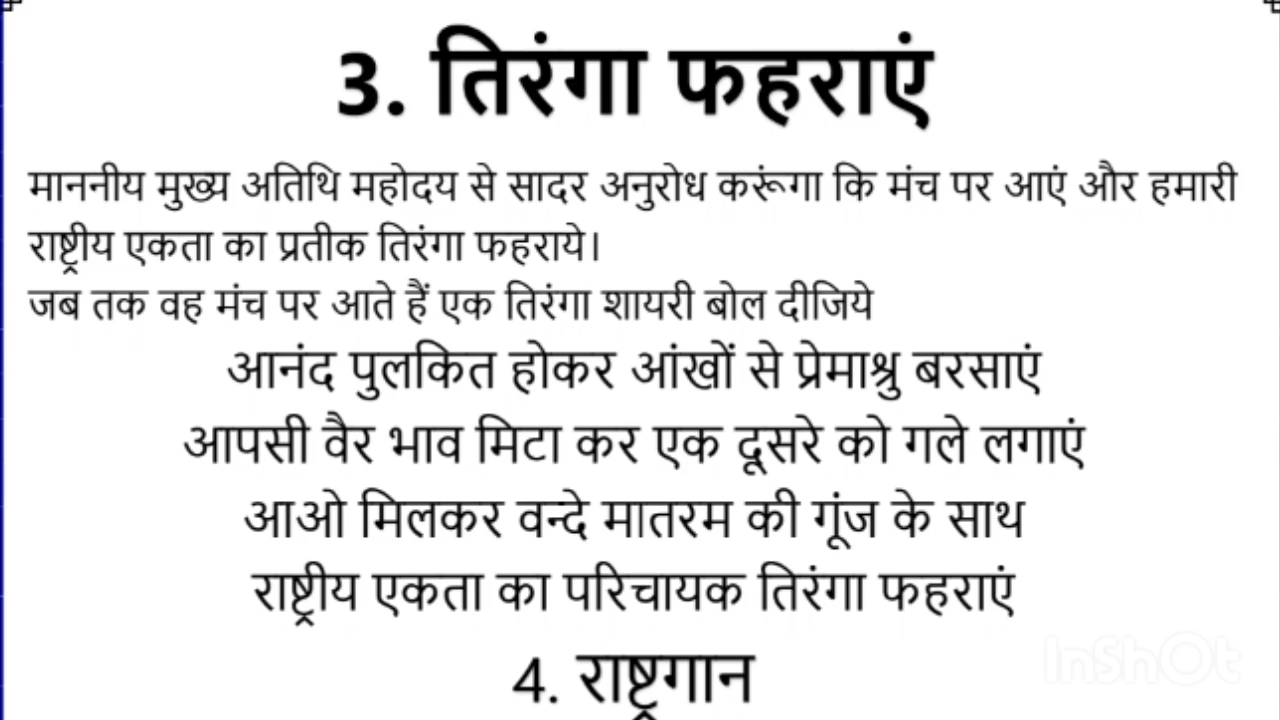 3. तिरंगा फहराएं
माननीय मुख्य अतिथि महोदय से सादर अनुरोध करूंगा कि मंच पर आएं और हमारी
राष्ट्रीय एकता का प्रतीक तिरंगा फहराये।
जब तक वह मंच पर आते हैं एक तिरंगा शायरी बोल दीजिये
आनंद पुलकित होकर आंखों से प्रेमाश्रु बरसाएं
आपसी वैर भाव मिटा कर एक दूसरे को गले लगाएं
आओ मिलकर वन्दे मातरम की गूंज के साथ
राष्ट्रीय एकता का परिचायक तिरंगा फहराएं
InShOt
4. राष्ट्रगान